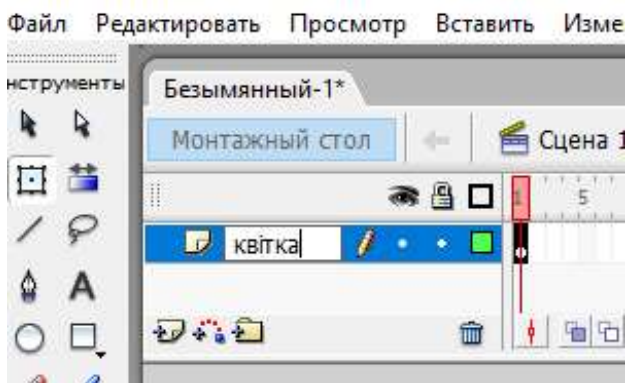 Файл Редактировать Просмотр Вставить Изме
нструменты
Безымянный-1*
Монтажный стол Сцена 1
1 5
квітка